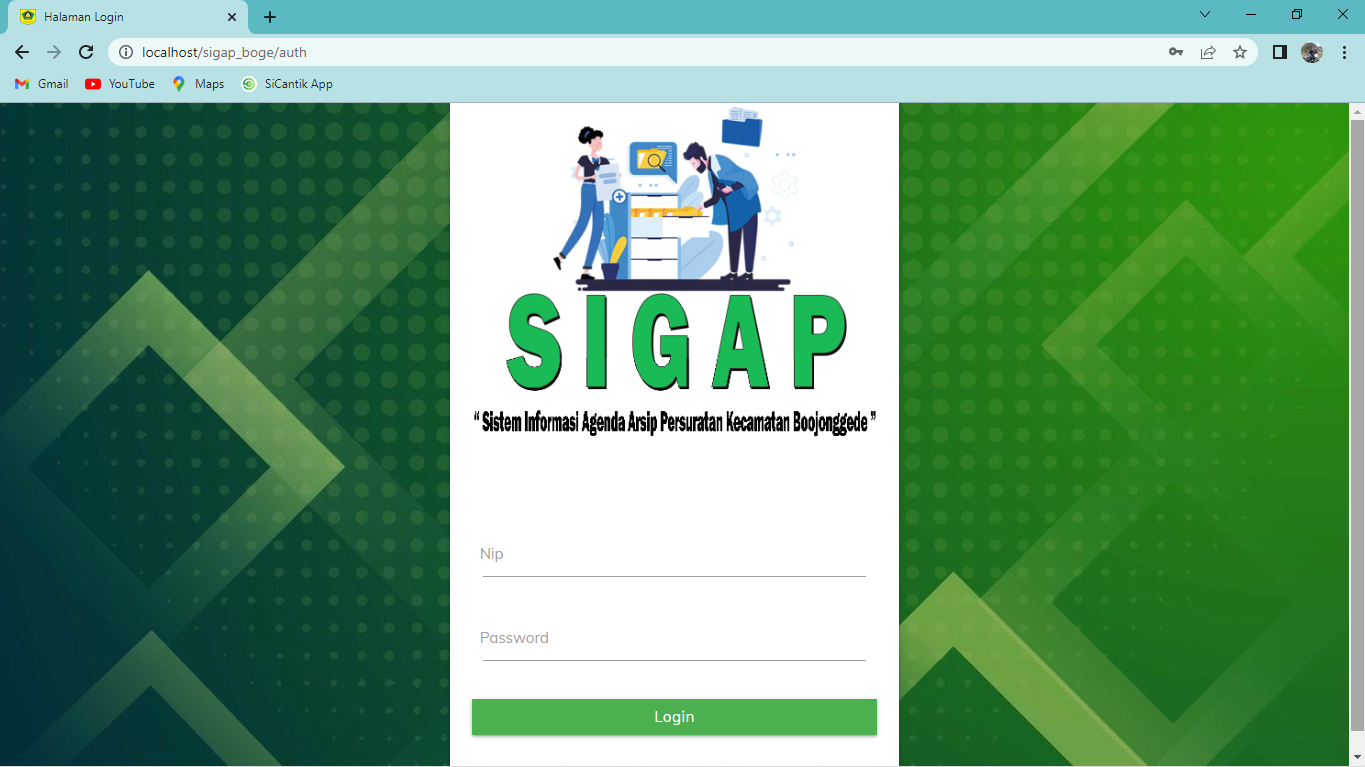 Halaman Login
localhost/sigap_boge/auth
Gmail YouTube Maps SiCantik App
SIGAP
“ Sistem Informasi Agenda Arsip Persuratan Kecamatan Boojonggede ”
Nip
Password
Login